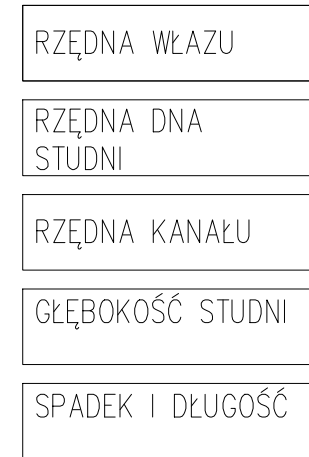 RZĘDNA WŁAZU
RZĘDNA DNA
STUDNI
RZĘDNA KANAŁU
GŁĘBOKOŚĆ STUDNI
SPADEK I DŁUGOŚĆ